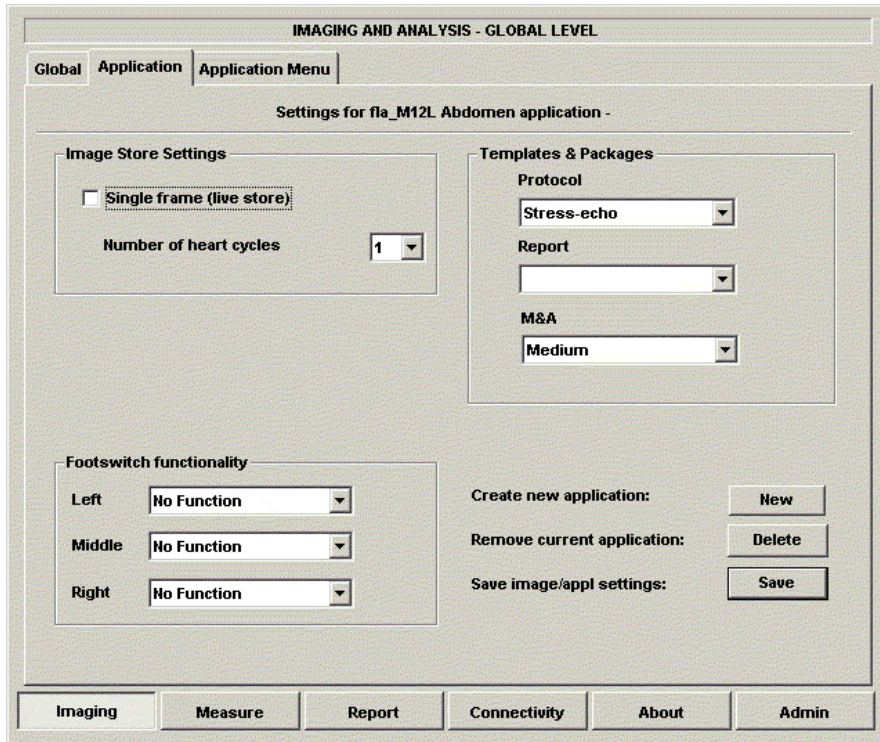 IMAGING AND ANALYSIS - GLOBAL LEVEL
Global Application Application Menu
Settings for fla_M12L Abdomen application -
Image Store Settings
Single frame (live store)
Number of heart cycles 1
Templates & Packages
Protocol
Stress-echo
Report
M&A
Medium
Footswitch functionality
Left No Function
Middle No Function
Right No Function
Create new application: New
Remove current application: Delete
Save image/appl settings: Save
Imaging Measure Report Connectivity About Admin